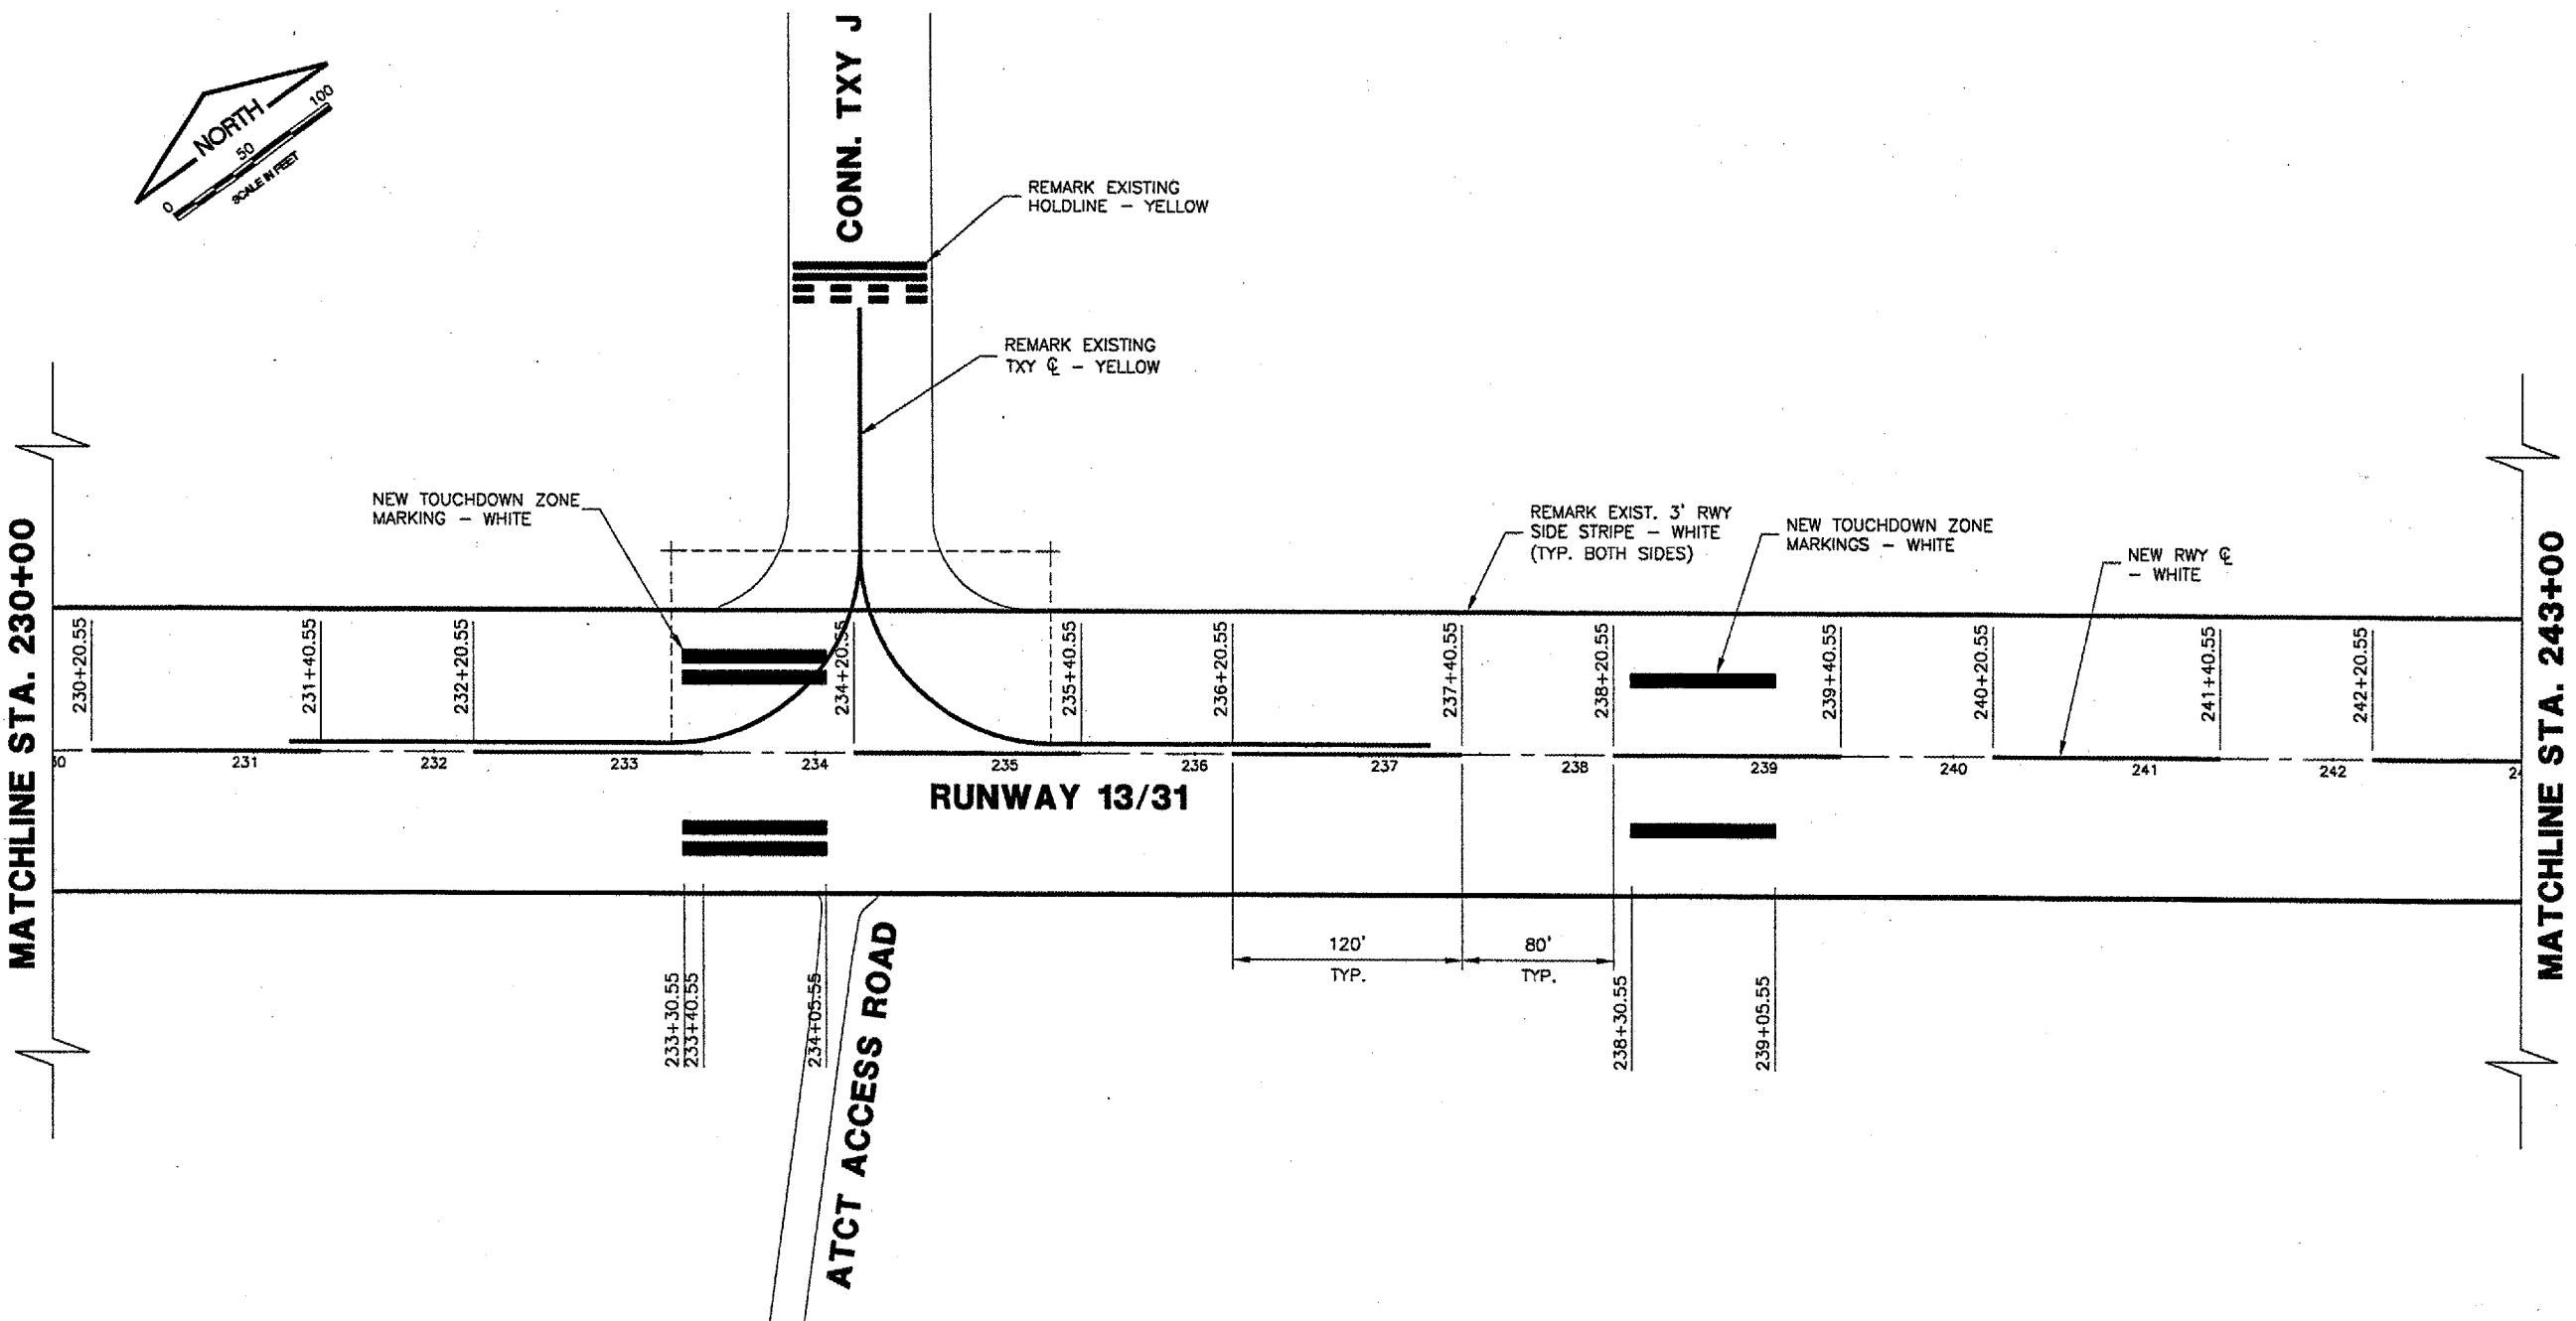 CONN. TXY J
NORTH
0
50
100
SCALE IN FEET
REMARK EXISTING
HOLDLINE - YELLOW
REMARK EXISTING
TXY ℄ - YELLOW
NEW TOUCHDOWN ZONE
MARKING - WHITE
REMARK EXIST. 3' RWY
SIDE STRIPE - WHITE
(TYP. BOTH SIDES)
NEW TOUCHDOWN ZONE
MARKINGS - WHITE
NEW RWY ℄
- WHITE
MATCHLINE STA. 230+00
230+20.55
231+40.55
232+20.55
234+20.55
235+40.55
236+20.55
237+40.55
238+20.55
239+40.55
240+20.55
241+40.55
242+20.55
MATCHLINE STA. 243+00
231
232
233
234
235
236
237
238
239
240
241
242
RUNWAY 13/31
120'
TYP.
80'
TYP.
233+30.55
233+40.55
234+05.55
238+30.55
239+05.55
ATCT ACCESS ROAD